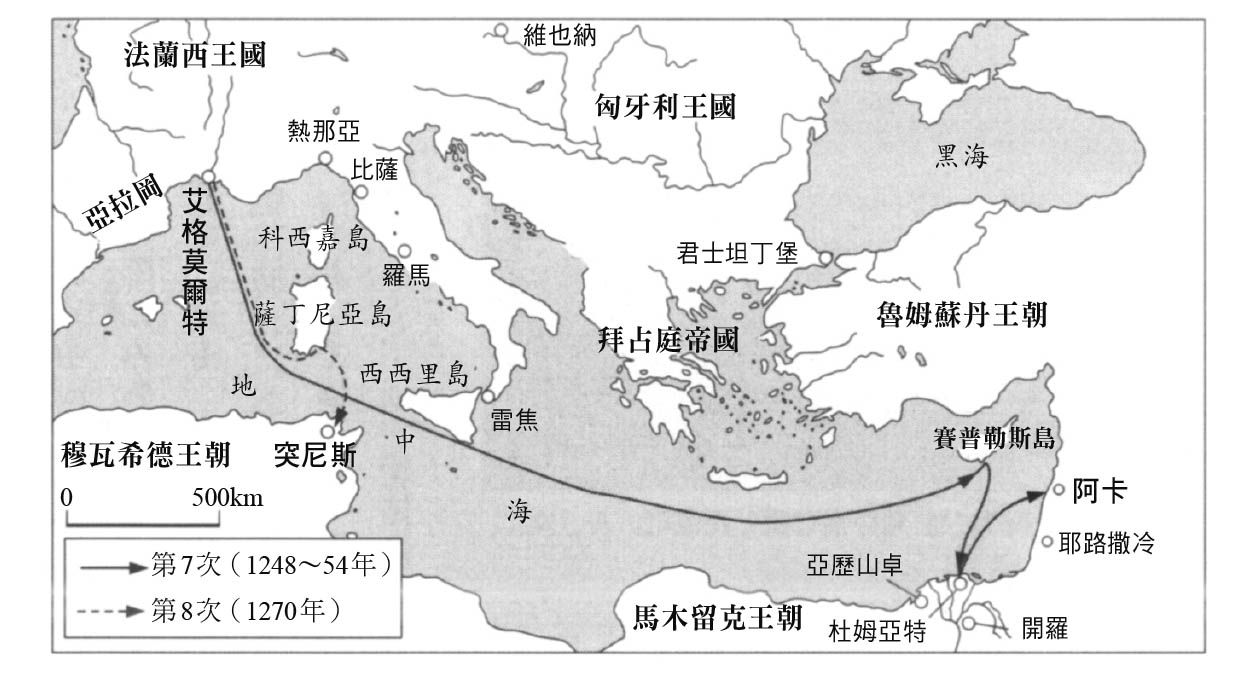 維也納
法蘭西王國
匈牙利王國
熱那亞
黑海
比薩
亞拉岡
艾格莫爾特
科西嘉島
君士坦丁堡
羅馬
薩丁尼亞島
魯姆蘇丹王朝
拜占庭帝國
西西里島
地
中
海
雷焦
賽普勒斯島
穆瓦希德王朝
突尼斯
阿卡
0 500km
耶路撒冷
第7次（1248～54年）
亞歷山卓
第8次（1270年）
馬木留克王朝
杜姆亞特
開羅